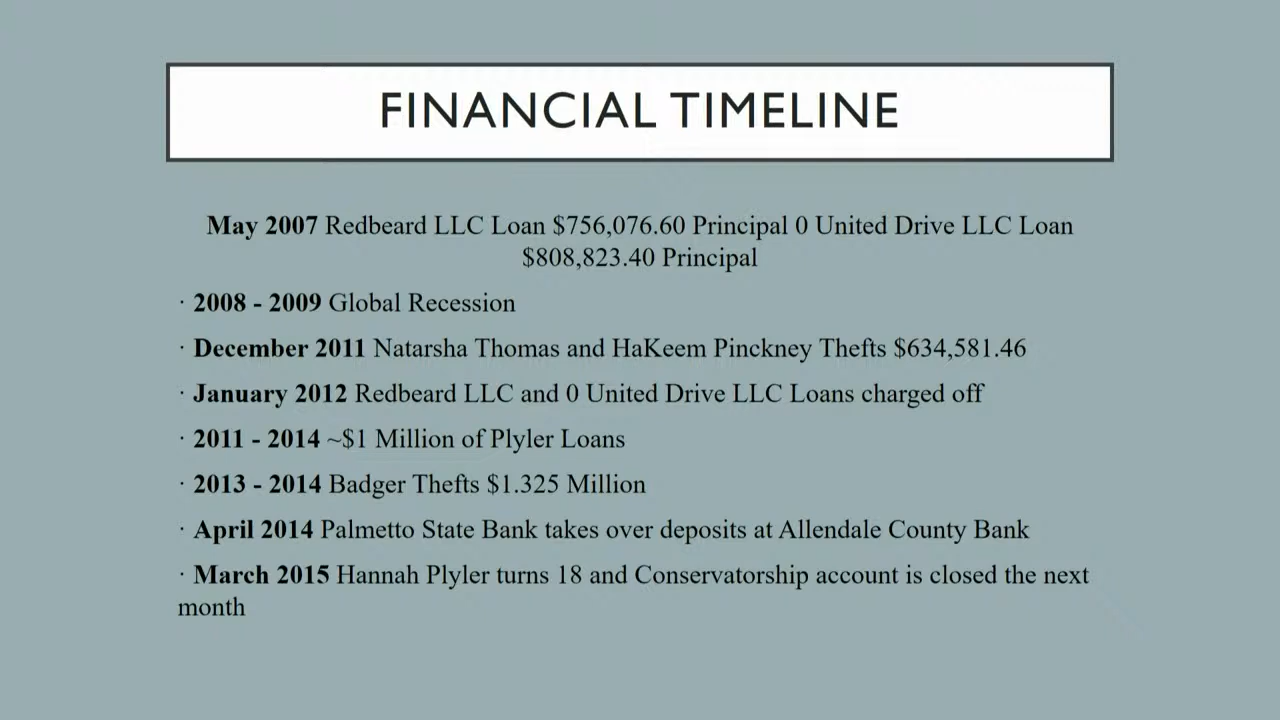 FINANCIAL TIMELINE
May 2007 Redbeard LLC Loan $756,076.60 Principal 0 United Drive LLC Loan
$808,823.40 Principal
· 2008 - 2009 Global Recession
· December 2011 Natarsha Thomas and HaKeem Pinckney Thefts $634,581.46
· January 2012 Redbeard LLC and 0 United Drive LLC Loans charged off
· 2011 - 2014 ~$1 Million of Plyler Loans
· 2013 - 2014 Badger Thefts $1.325 Million
· April 2014 Palmetto State Bank takes over deposits at Allendale County Bank
· March 2015 Hannah Plyler turns 18 and Conservatorship account is closed the next
month